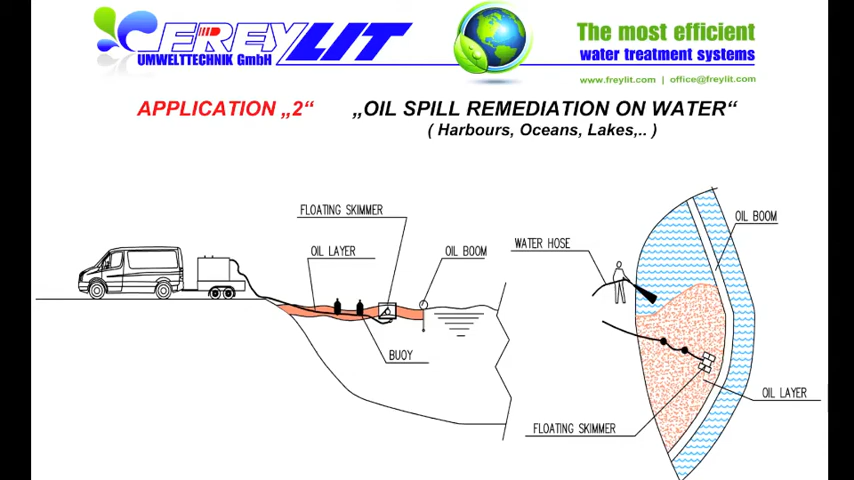 FREYLIT
UMWELTTECHNIK GmbH
The most efficient
water treatment systems
www.freylit.com | office@freylit.com
APPLICATION „2“ „OIL SPILL REMEDIATION ON WATER“
( Harbours, Oceans, Lakes,.. )
FLOATING SKIMMER
OIL LAYER
OIL BOOM
BUOY
WATER HOSE
OIL BOOM
OIL LAYER
FLOATING SKIMMER